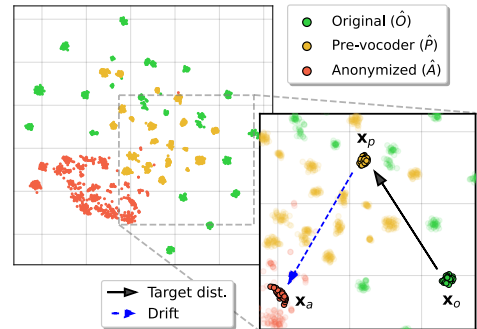 Original (Ô)
Pre-vocoder (P̂)
Anonymized (Â)
x_p
x_a
x_o
Target dist.
Drift